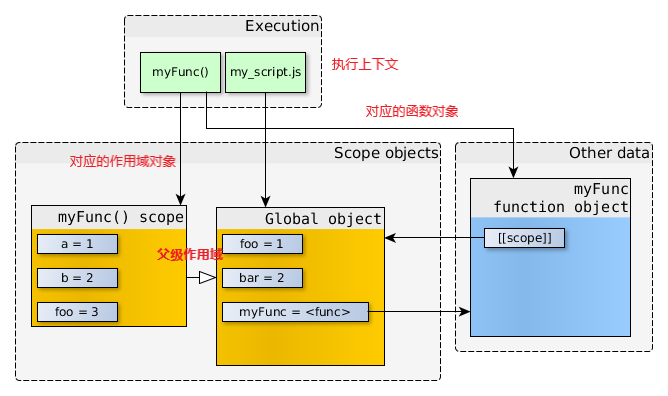 Execution
myFunc()
my_script.js
执行上下文
对应的函数对象
对应的作用域对象
Scope objects
Other data
myFunc() scope
a = 1
b = 2
foo = 3
父级作用域
Global object
foo = 1
bar = 2
myFunc = <func>
myFunc
function object
[[scope]]